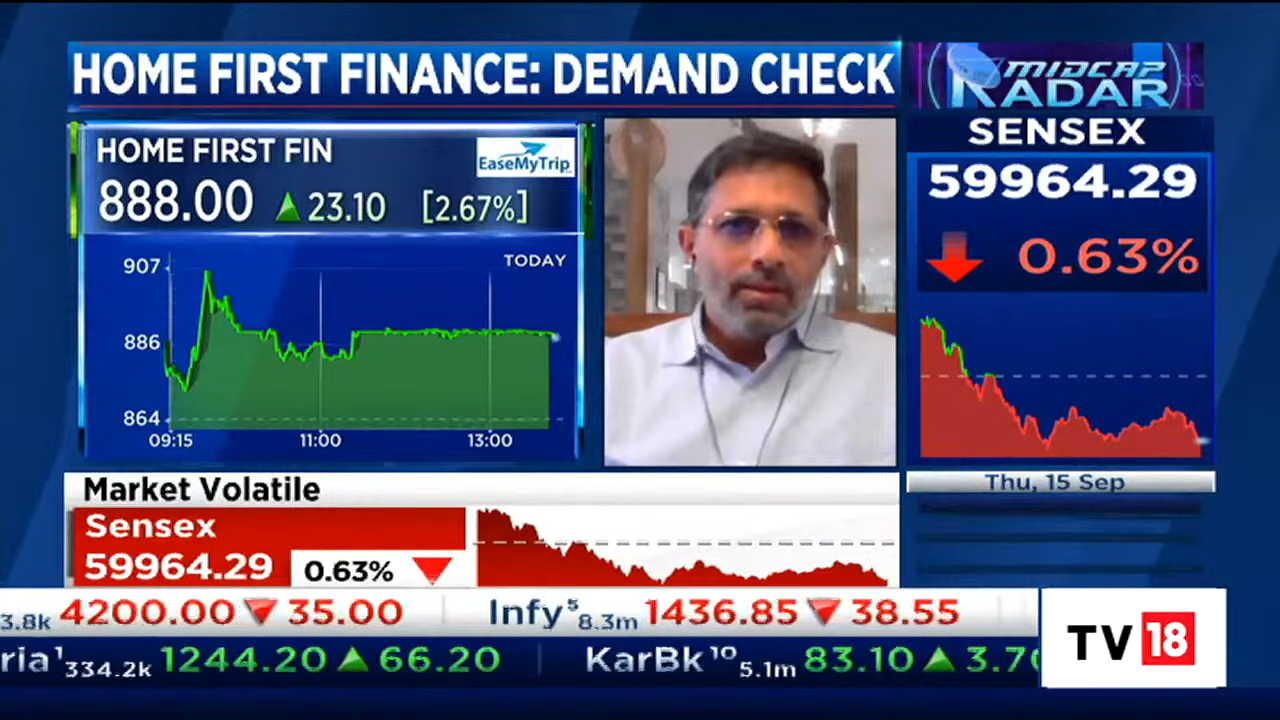 HOME FIRST FINANCE: DEMAND CHECK
MIDCAP
RADAR
HOME FIRST FIN
888.00 ▲ 23.10 [2.67%]
EaseMyTrip
TODAY
907
886
864
09:15 11:00 13:00
SENSEX
59964.29
0.63%
Thu, 15 Sep
Market Volatile
Sensex
59964.29 0.63% ▼
3.8k 4200.00 ▼ 35.00 Infy 5 8.3m 1436.85 ▼ 38.55
ria 1 334.2k 1244.20 ▲ 66.20 KarBk 10 5.1m 83.10 ▲ 3.70
TV18